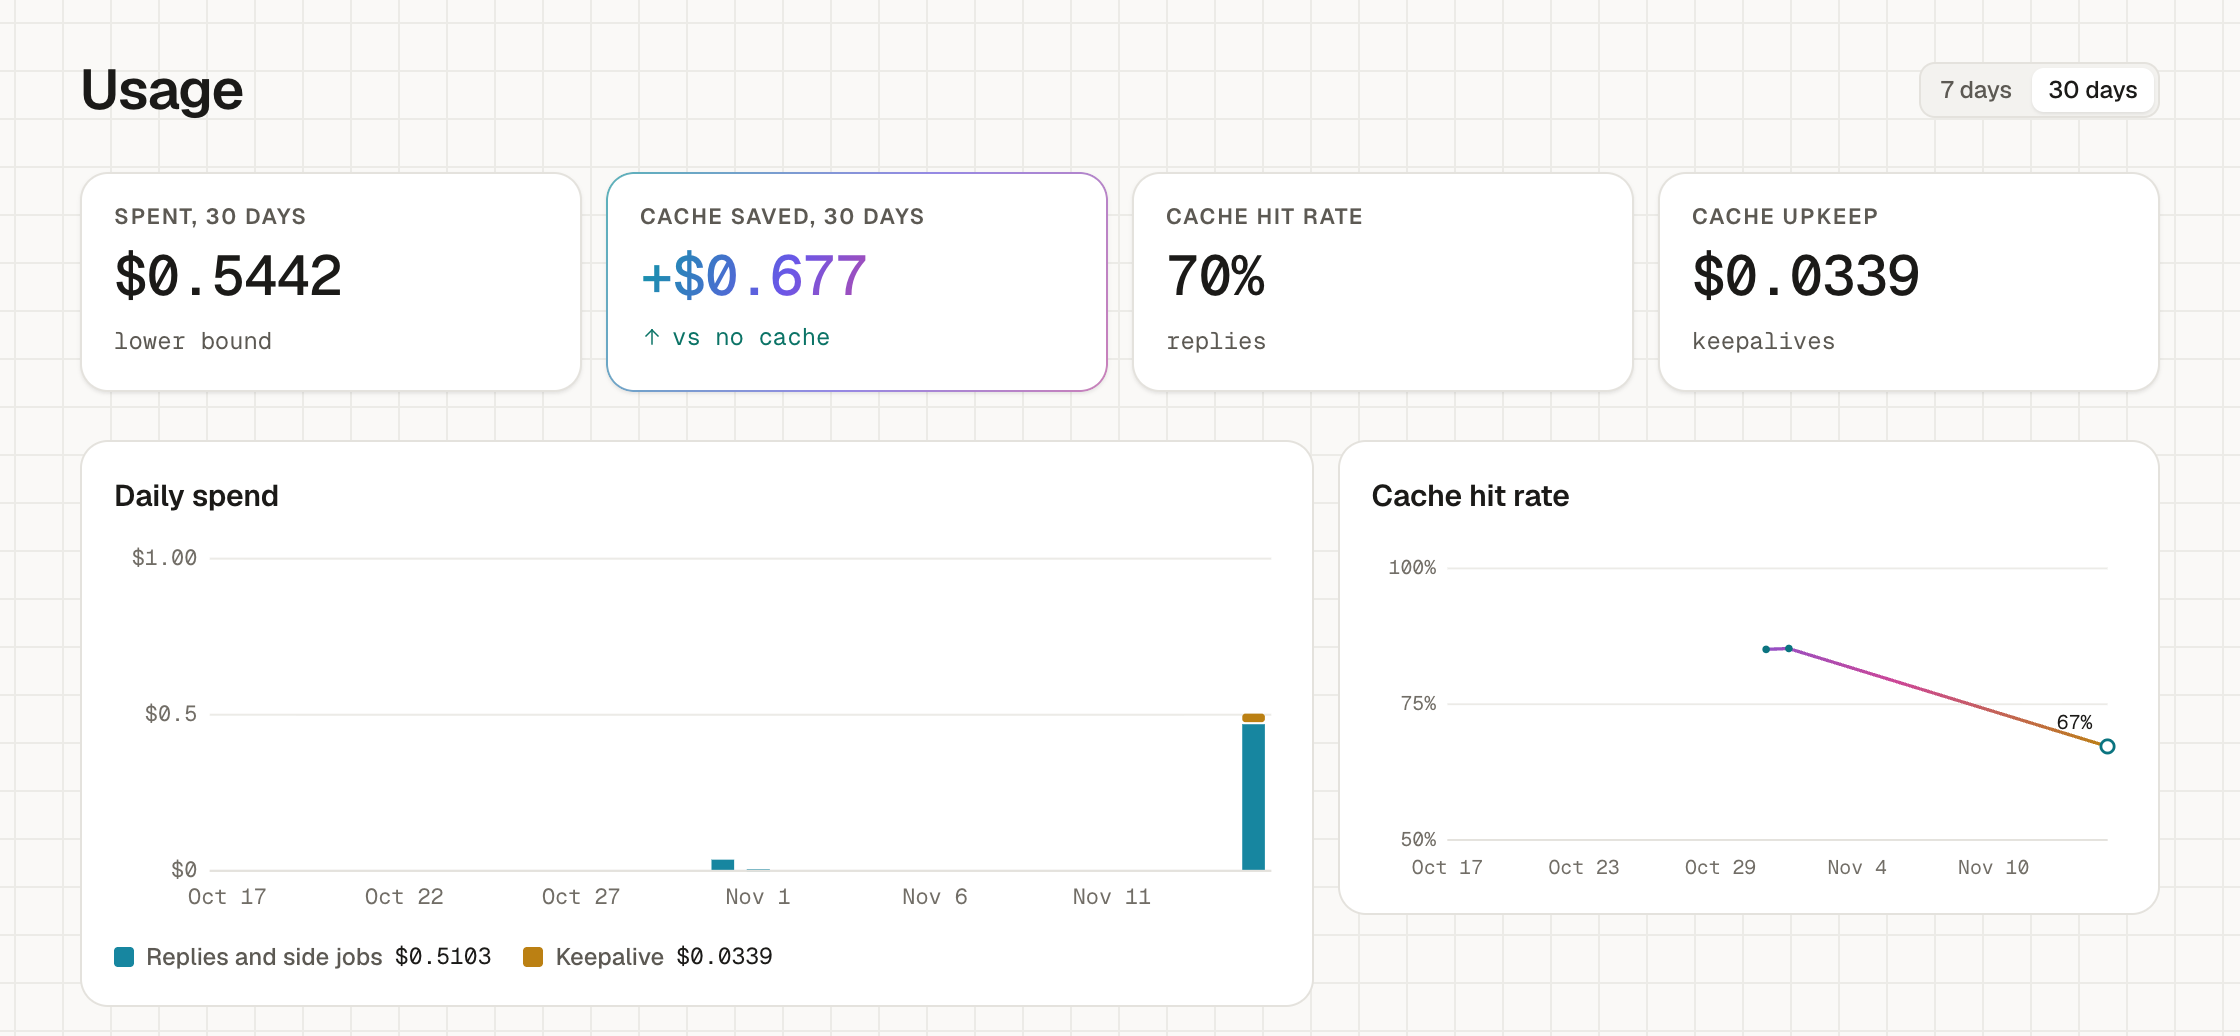 Usage
7 days 30 days
SPENT, 30 DAYS
$0.5442
lower bound
CACHE SAVED, 30 DAYS
+$0.677
↑ vs no cache
CACHE HIT RATE
70%
replies
CACHE UPKEEP
$0.0339
keepalives
Daily spend
$1.00
$0.5
$0
Oct 17 Oct 22 Oct 27 Nov 1 Nov 6 Nov 11
Replies and side jobs $0.5103 Keepalive $0.0339
Cache hit rate
100%
75%
67%
50%
Oct 17 Oct 23 Oct 29 Nov 4 Nov 10